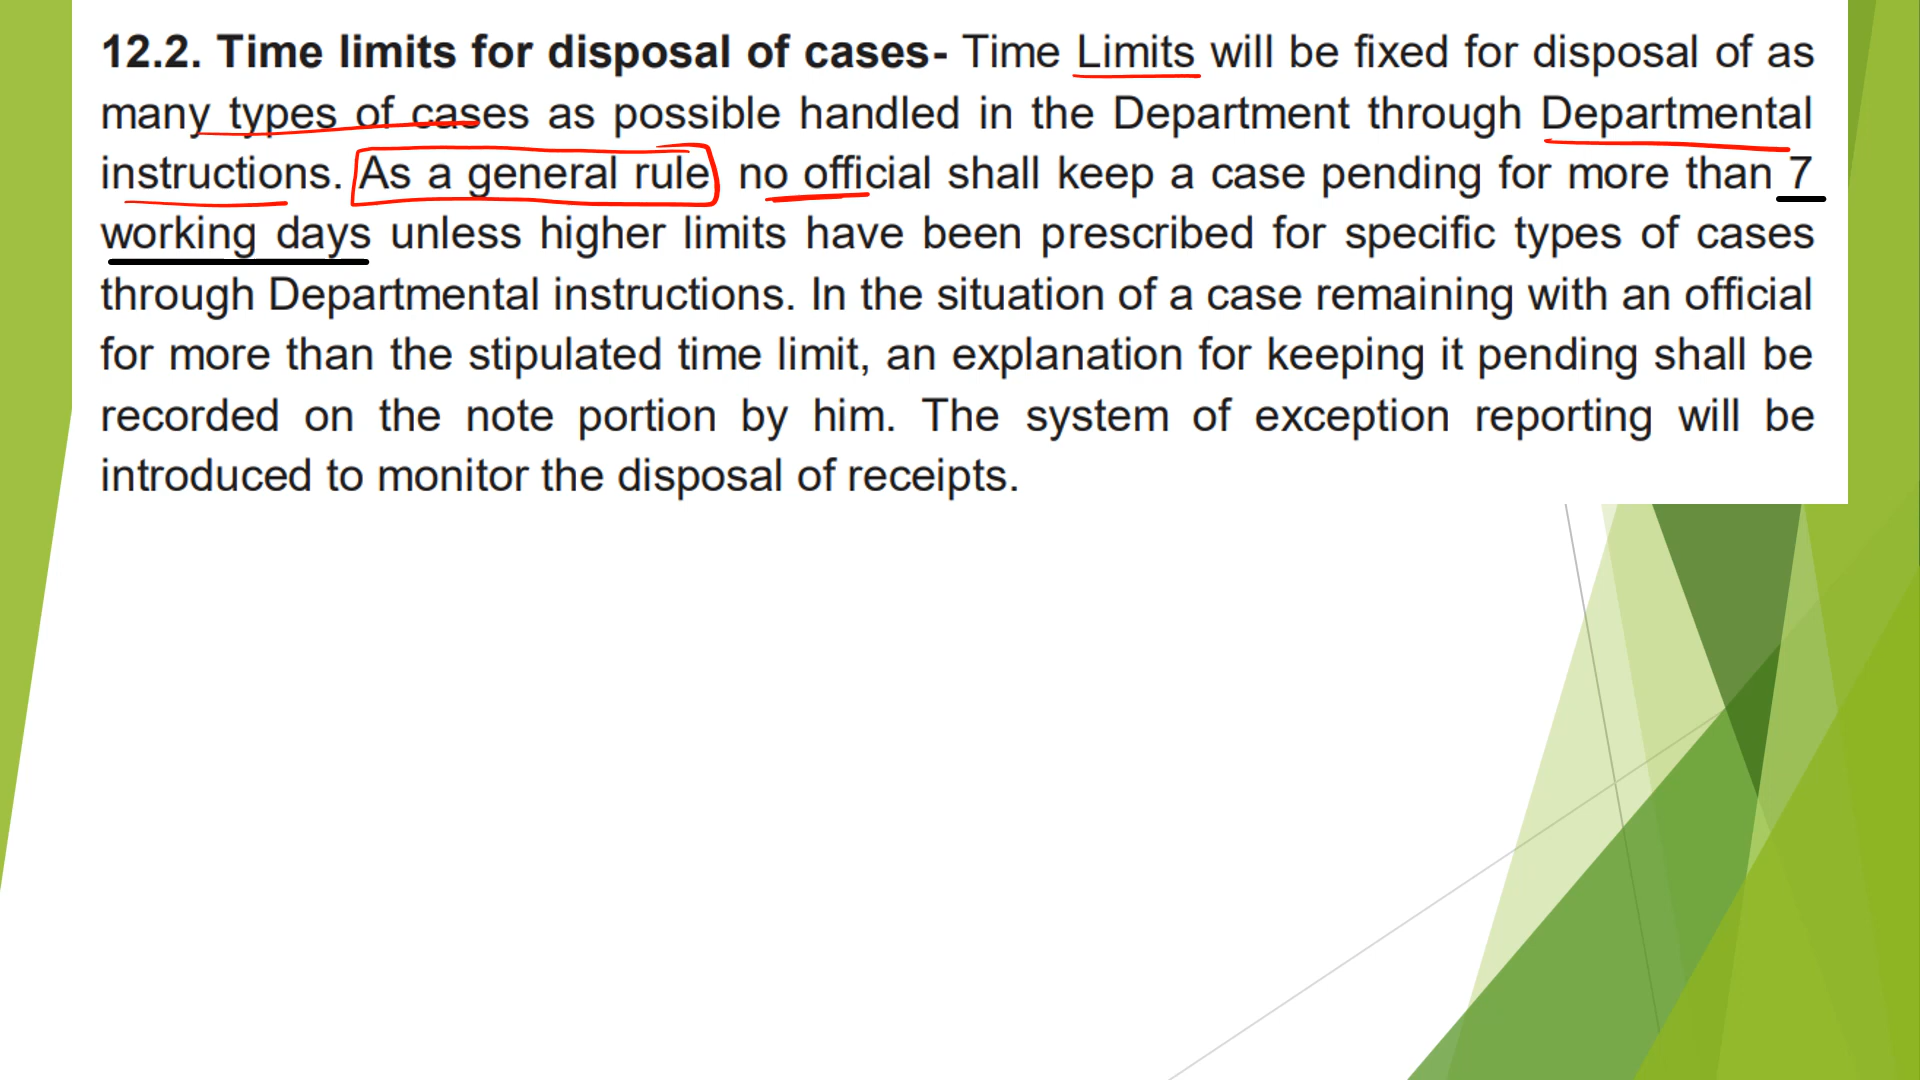 12.2. Time limits for disposal of cases- Time Limits will be fixed for disposal of as
many types of cases as possible handled in the Department through Departmental
instructions. As a general rule, no official shall keep a case pending for more than 7
working days unless higher limits have been prescribed for specific types of cases
through Departmental instructions. In the situation of a case remaining with an official
for more than the stipulated time limit, an explanation for keeping it pending shall be
recorded on the note portion by him. The system of exception reporting will be
introduced to monitor the disposal of receipts.